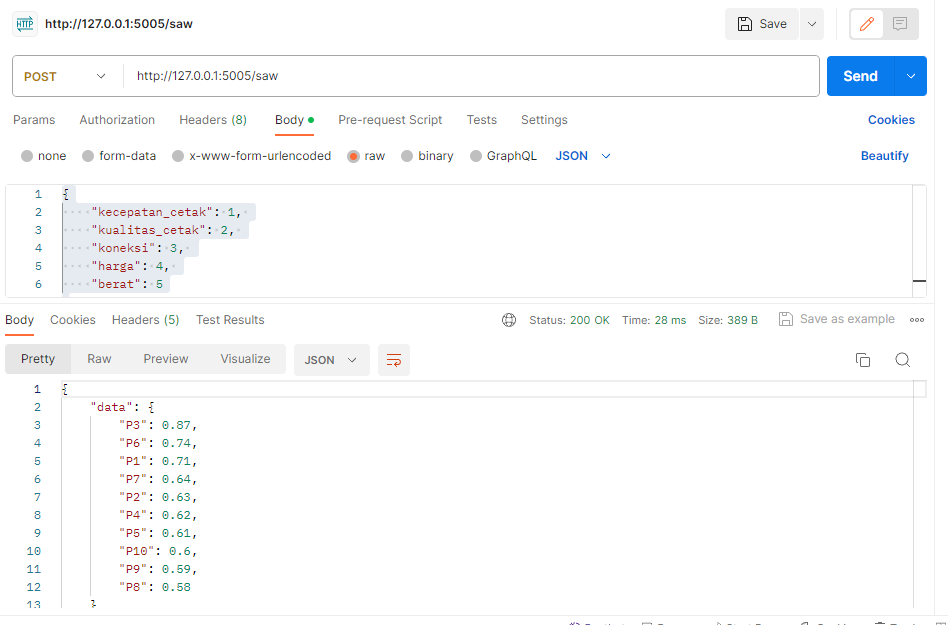 HTTP http://127.0.0.1:5005/saw Save
POST http://127.0.0.1:5005/saw Send
Params Authorization Headers (8) Body Pre-request Script Tests Settings Cookies
none form-data x-www-form-urlencoded raw binary GraphQL JSON Beautify
1 {
2 "kecepatan_cetak": 1,
3 "kualitas_cetak": 2,
4 "koneksi": 3,
5 "harga": 4,
6 "berat": 5
Body Cookies Headers (5) Test Results Status: 200 OK Time: 28 ms Size: 389 B Save as example
Pretty Raw Preview Visualize JSON
1 {
2 "data": {
3 "P3": 0.87,
4 "P6": 0.74,
5 "P1": 0.71,
6 "P7": 0.64,
7 "P2": 0.63,
8 "P4": 0.62,
9 "P5": 0.61,
10 "P10": 0.6,
11 "P9": 0.59,
12 "P8": 0.58
13 }